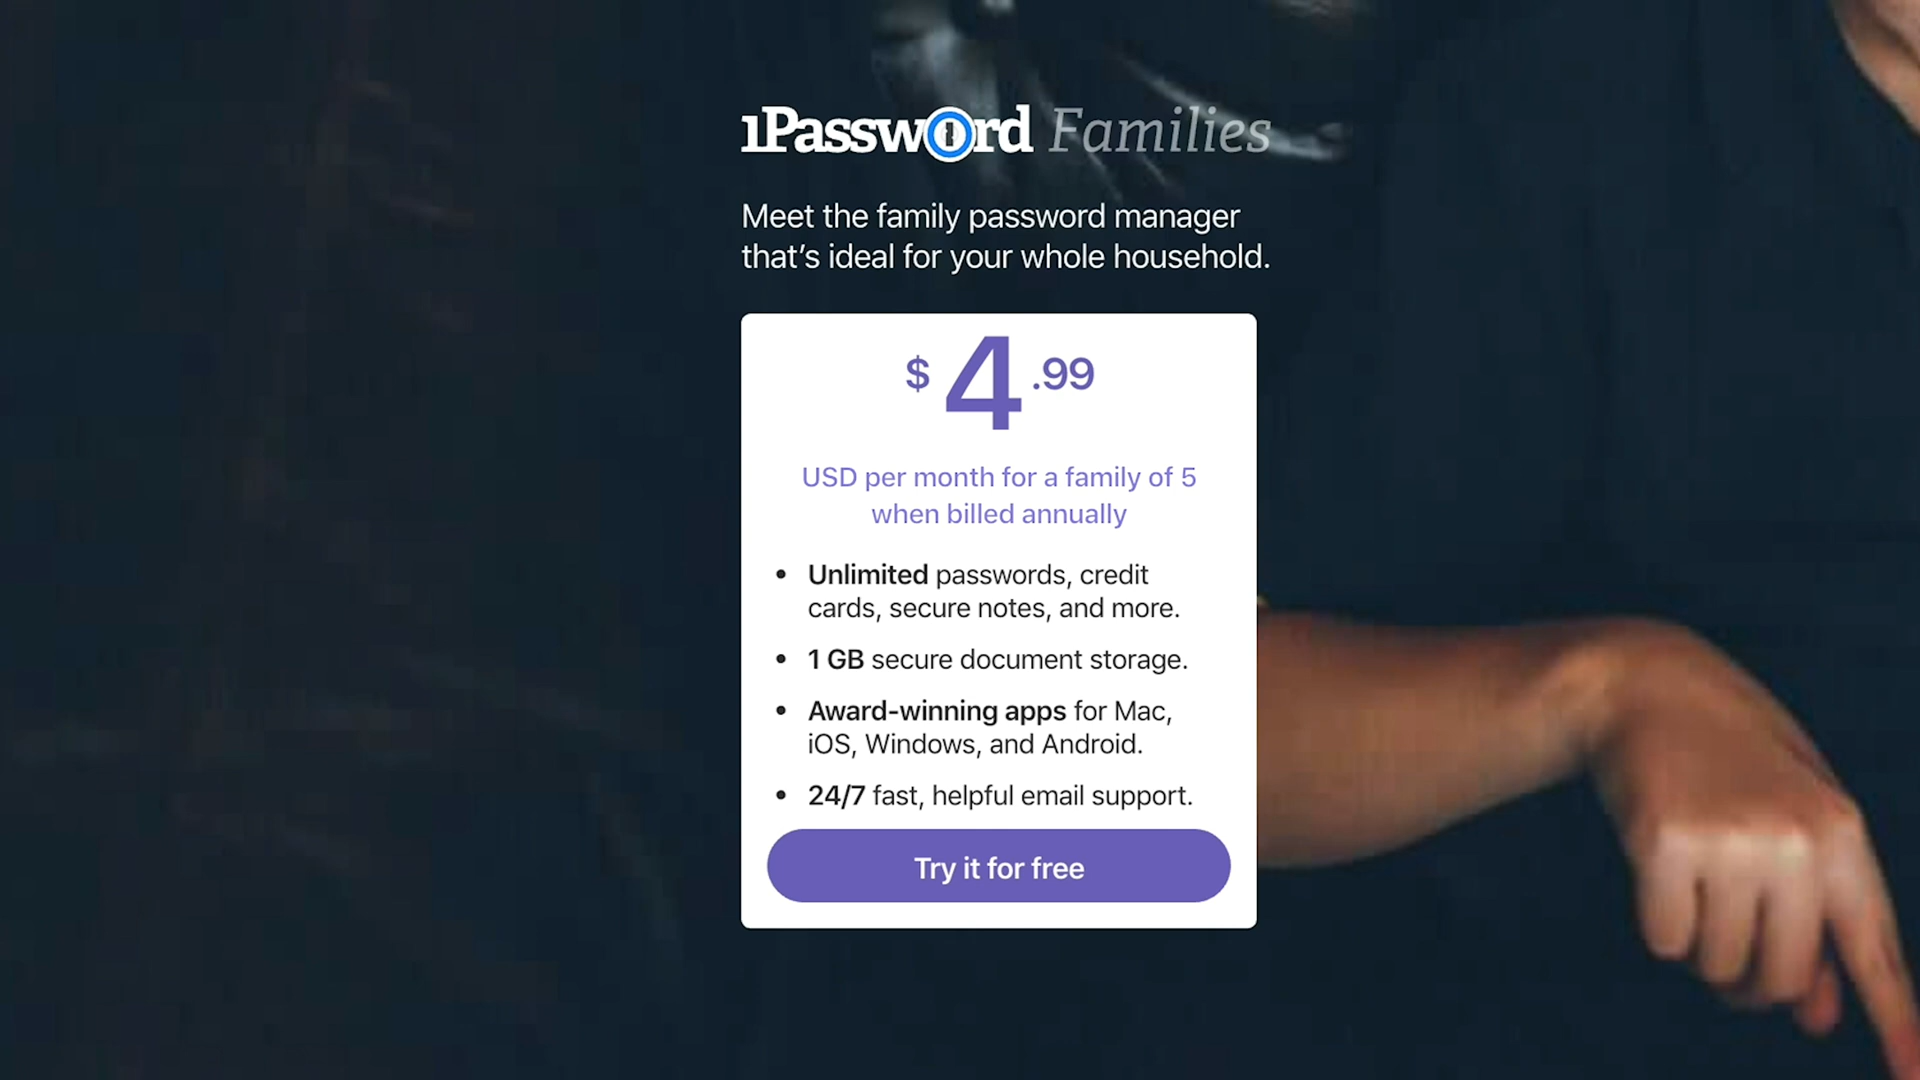 1Password Families
Meet the family password manager
that’s ideal for your whole household.
$4.99
USD per month for a family of 5
when billed annually
• Unlimited passwords, credit
cards, secure notes, and more.
• 1 GB secure document storage.
• Award-winning apps for Mac,
iOS, Windows, and Android.
• 24/7 fast, helpful email support.
Try it for free